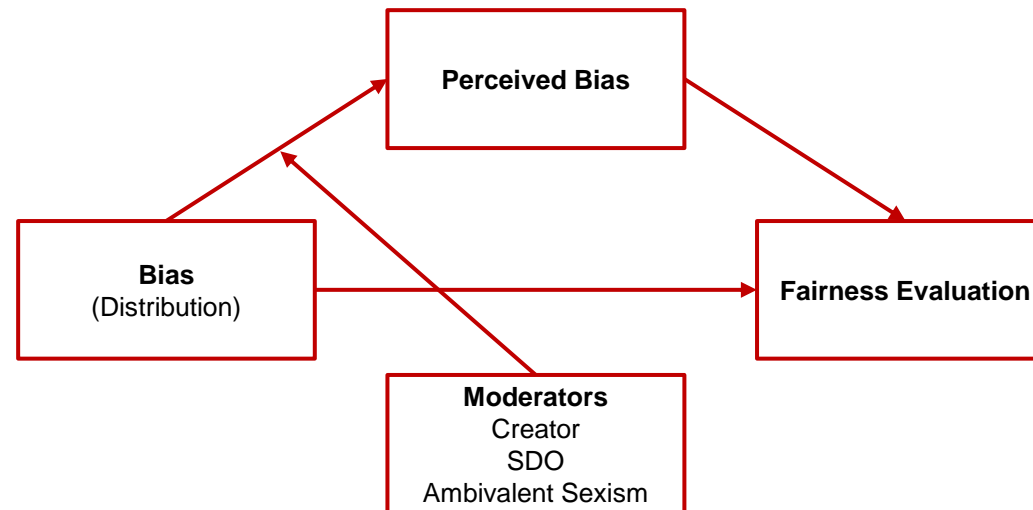 Perceived Bias
Bias
(Distribution)
Fairness Evaluation
Moderators
Creator
SDO
Ambivalent Sexism